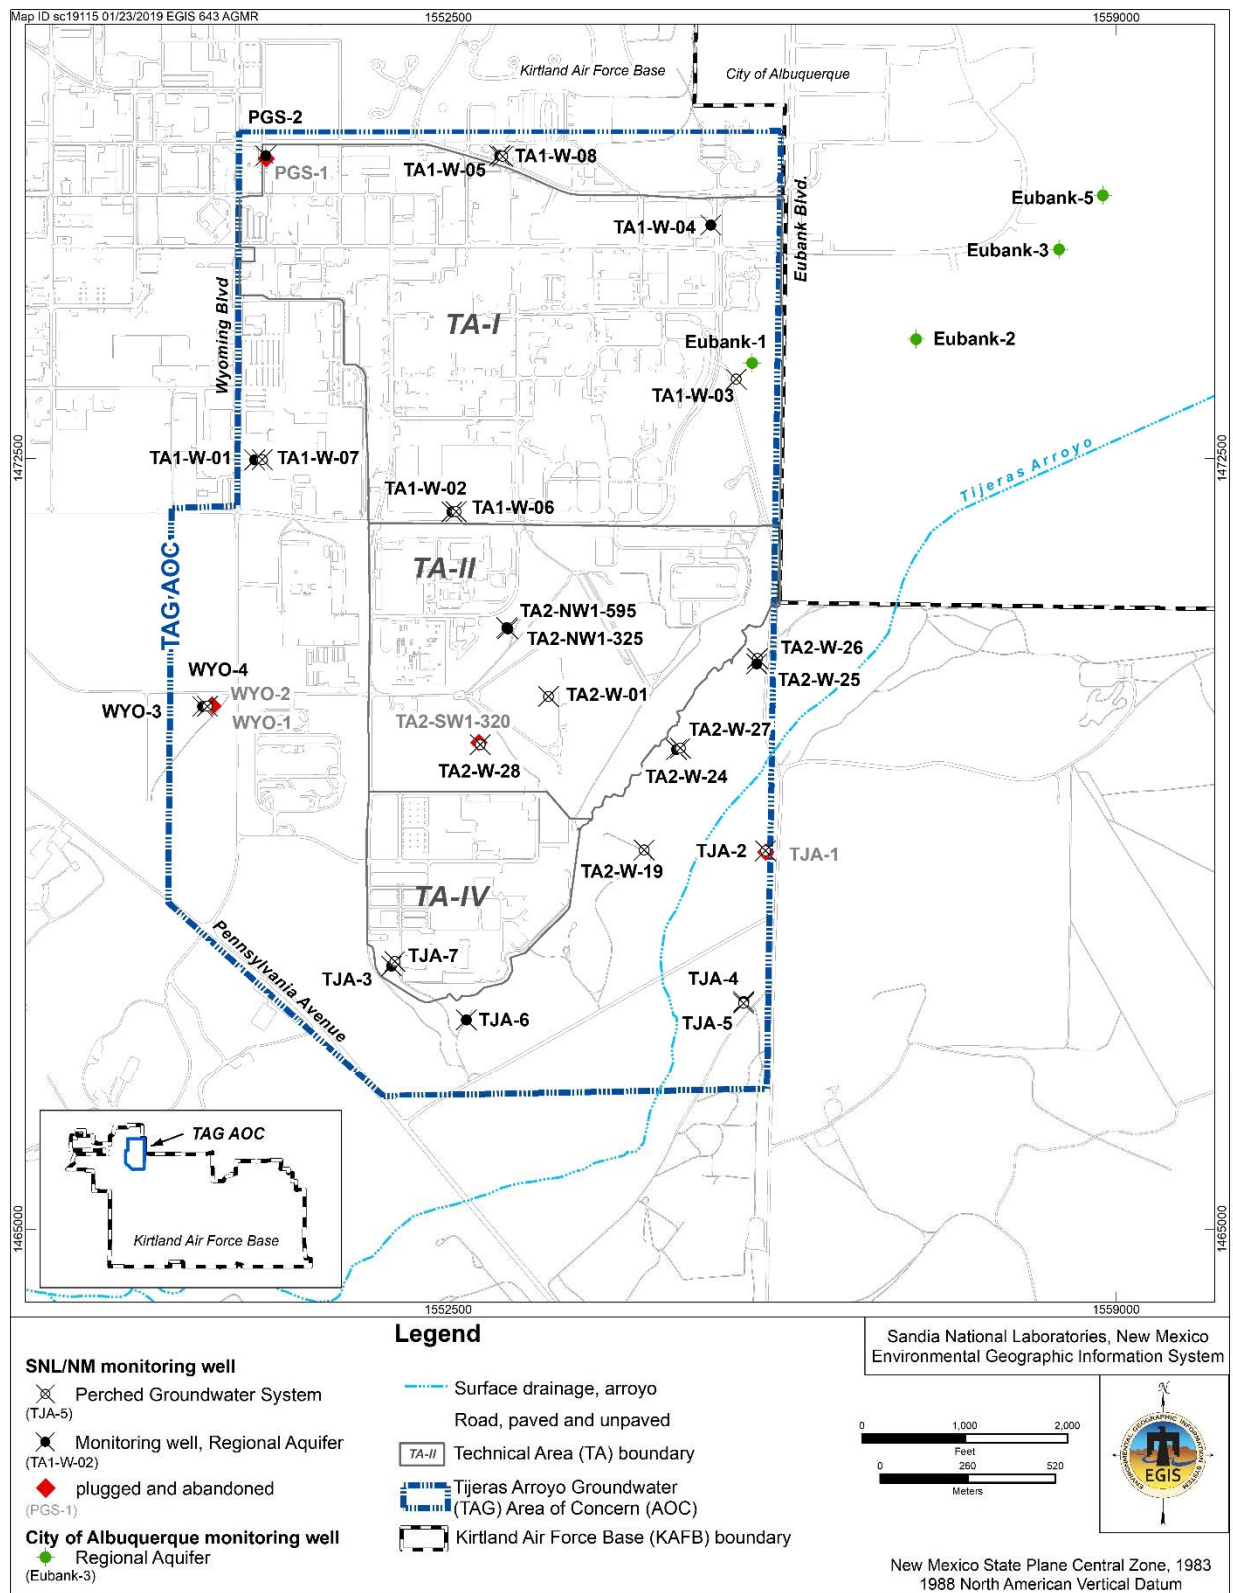 Map ID sc19115 01/23/2019 EGIS 643 AGMR
1552500
1559000
Kirtland Air Force Base
City of Albuquerque
PGS-2
PGS-1
TA1-W-05
TA1-W-08
TA1-W-04
Eubank Blvd.
Eubank-5
Eubank-3
Eubank-2
Eubank-1
TA1-W-03
TA-I
Wyoming Blvd
1472500
1472500
TA1-W-01
TA1-W-07
TA1-W-02
TA1-W-06
Tijeras Arroyo
TAG AOC
TA-II
TA2-NW1-595
TA2-NW1-325
TA2-W-26
TA2-W-25
WYO-4
WYO-2
WYO-3
WYO-1
TA2-W-01
TA2-SW1-320
TA2-W-28
TA2-W-27
TA2-W-24
TA2-W-19
TJA-2
TJA-1
TA-IV
Pennsylvania Avenue
TJA-7
TJA-3
TJA-6
TJA-4
TJA-5
TAG AOC
Kirtland Air Force Base
1465000
1465000
1552500
1559000
Legend
SNL/NM monitoring well
Perched Groundwater System
(TJA-5)
Monitoring well, Regional Aquifer
(TA1-W-02)
plugged and abandoned
(PGS-1)
City of Albuquerque monitoring well
Regional Aquifer
(Eubank-3)
Surface drainage, arroyo
Road, paved and unpaved
TA-II
Technical Area (TA) boundary
Tijeras Arroyo Groundwater
(TAG) Area of Concern (AOC)
Kirtland Air Force Base (KAFB) boundary
Sandia National Laboratories, New Mexico
Environmental Geographic Information System
0 1,000 2,000
Feet
0 260 520
Meters
N
ENVIRONMENTAL GEOGRAPHIC INFORMATION SYSTEM
EGIS
New Mexico State Plane Central Zone, 1983
1988 North American Vertical Datum